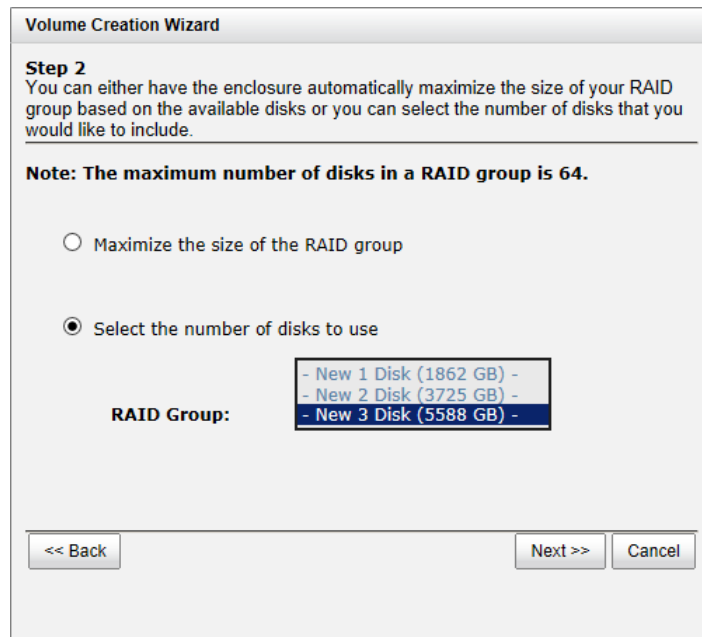 Volume Creation Wizard
Step 2
You can either have the enclosure automatically maximize the size of your RAID
group based on the available disks or you can select the number of disks that you
would like to include.
Note: The maximum number of disks in a RAID group is 64.
Maximize the size of the RAID group
Select the number of disks to use
- New 1 Disk (1862 GB) -
- New 2 Disk (3725 GB) -
RAID Group: - New 3 Disk (5588 GB) -
<< Back Next >> Cancel